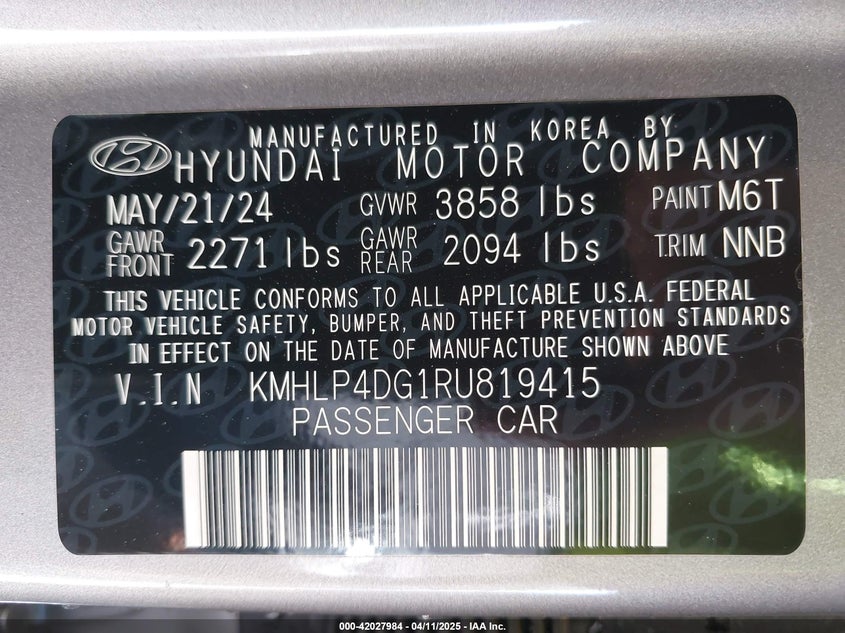 MANUFACTURED IN KOREA BY
HYUNDAI MOTOR COMPANY
MAY/21/24 GVWR 3858 lbs PAINT M6T
GAWR FRONT 2271 lbs GAWR REAR 2094 lbs TRIM NNB
THIS VEHICLE CONFORMS TO ALL APPLICABLE U.S.A. FEDERAL
MOTOR VEHICLE SAFETY, BUMPER, AND THEFT PREVENTION STANDARDS
IN EFFECT ON THE DATE OF MANUFACTURE SHOWN ABOVE
V.I.N KMHLP4DG1RU819415
PASSENGER CAR
000-42027984 - 04/11/2025 - IAA Inc.